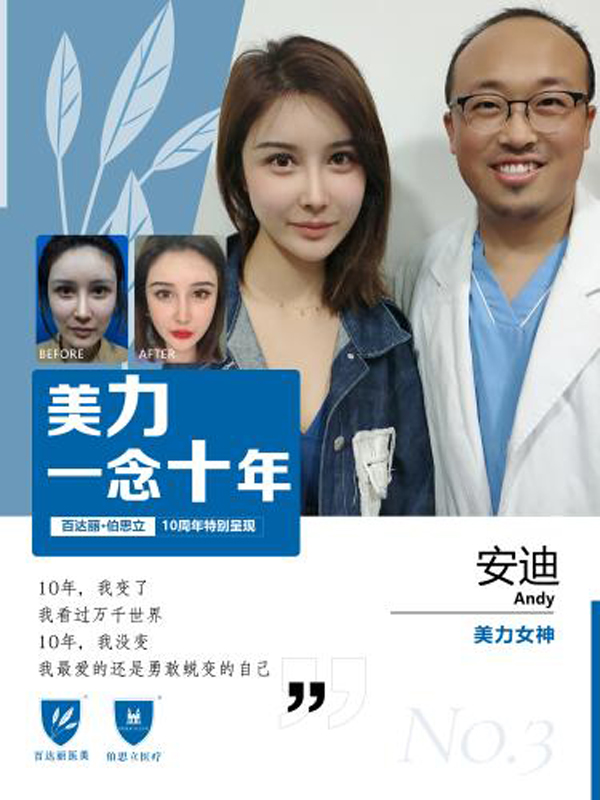 BEFORE
AFTER
美力
一念十年
百达丽·伯思立 10周年特别呈现
安迪
Andy
美力女神
10年，我变了
我看过万千世界
10年，我没变
我最爱的还是勇敢蜕变的自己
”
百达丽医美
伯思立医疗
No.3